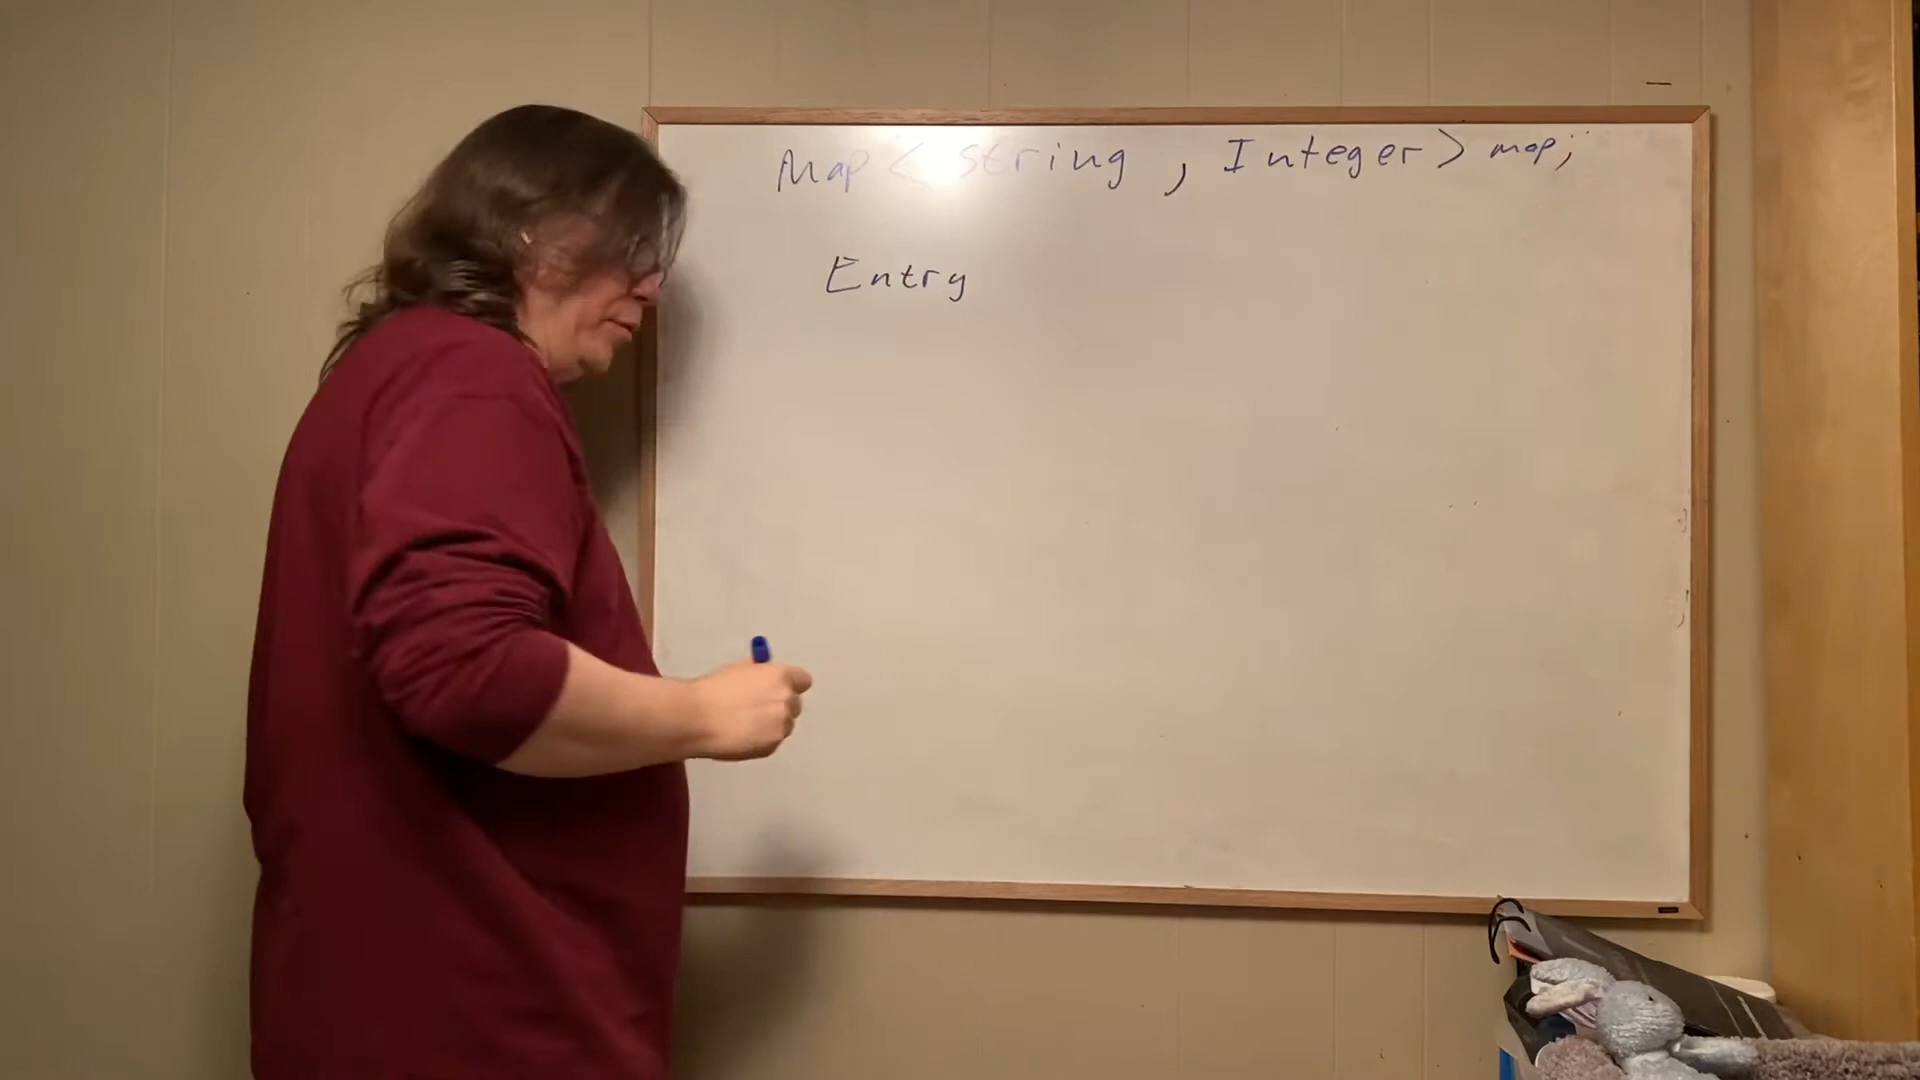 Map < String , Integer > map;
Entry